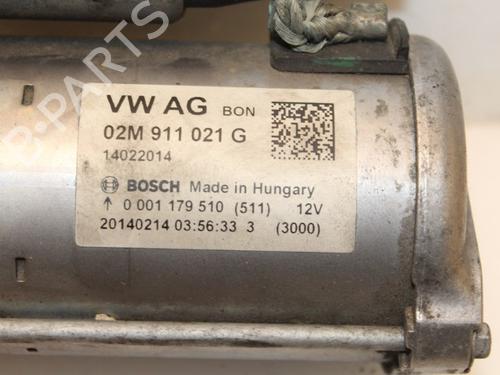 B-PARTS
VW AG BON
02M 911 021 G
14022014
BOSCH Made in Hungary
↑ 0 001 179 510 (511) 12V
20140214 03:56:33 3 (3000)